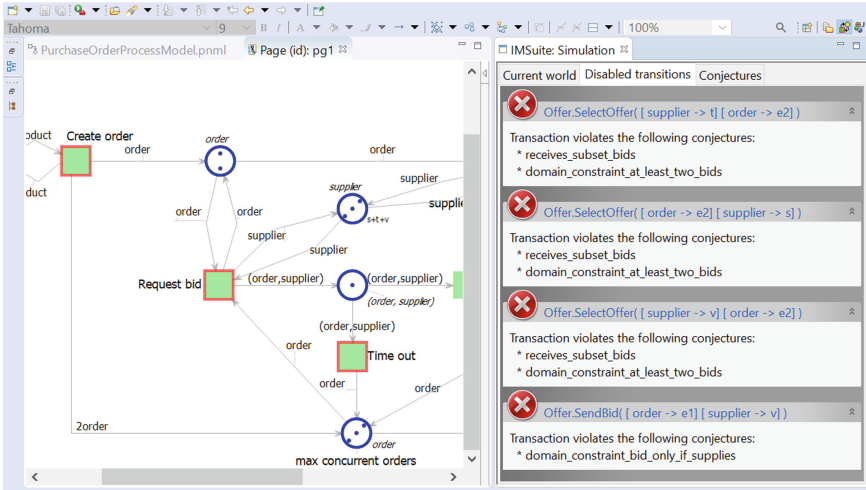 Tahoma
9
B I A
100%
PurchaseOrderProcessModel.pnml
Page (id): pg1
oduct
Create order
order
order
order
duct
supplier
supplier
supplie
order
order
s+t+v
supplier
supplier
Request bid
(order,supplier)
(order,supplier)
(order, supplier)
(order,supplier)
order
Time out
order
order
2order
order
max concurrent orders
IMSuite: Simulation
Current world
Disabled transitions
Conjectures
Offer.SelectOffer( [ supplier -> t] [ order -> e2] )
Transaction violates the following conjectures:
* receives_subset_bids
* domain_constraint_at_least_two_bids
Offer.SelectOffer( [ order -> e2] [ supplier -> s] )
Transaction violates the following conjectures:
* receives_subset_bids
* domain_constraint_at_least_two_bids
Offer.SelectOffer( [ supplier -> v] [ order -> e2] )
Transaction violates the following conjectures:
* receives_subset_bids
* domain_constraint_at_least_two_bids
Offer.SendBid( [ order -> e1] [ supplier -> v] )
Transaction violates the following conjectures:
* domain_constraint_bid_only_if_supplies